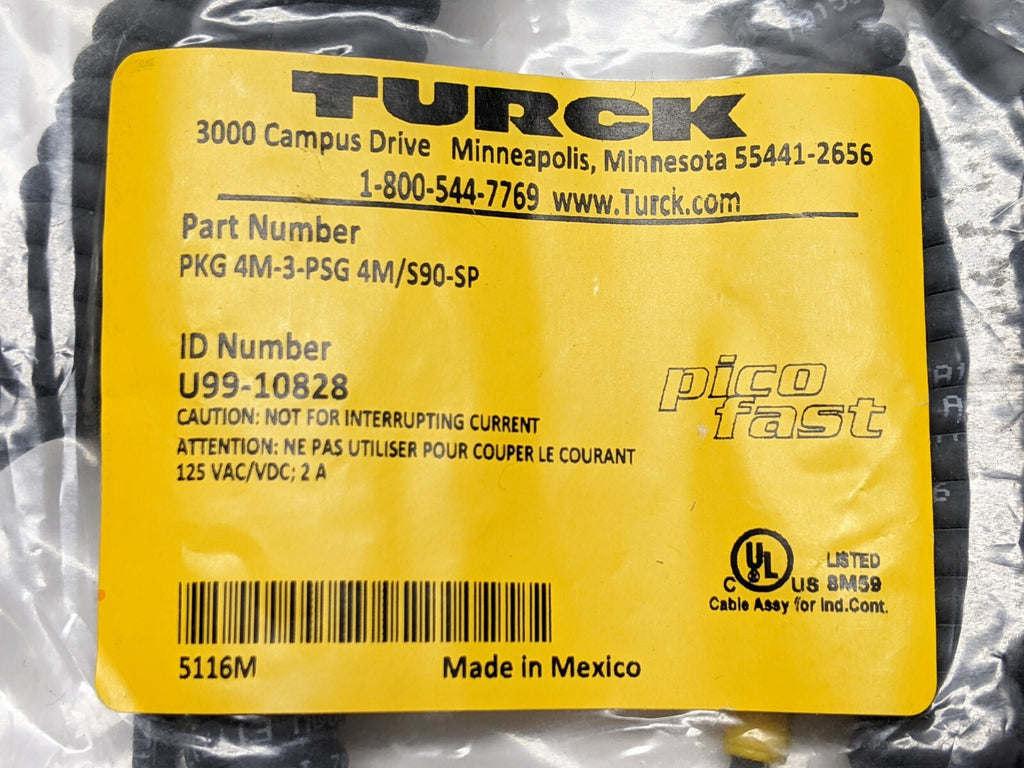 TURCK
3000 Campus Drive Minneapolis, Minnesota 55441-2656
1-800-544-7769 www.Turck.com
Part Number
PKG 4M-3-PSG 4M/S90-SP
ID Number
U99-10828
CAUTION: NOT FOR INTERRUPTING CURRENT
ATTENTION: NE PAS UTILISER POUR COUPER LE COURANT
125 VAC/VDC; 2 A
pico
fast
UL
LISTED
C US 8M59
Cable Assy for Ind.Cont.
5116M Made in Mexico